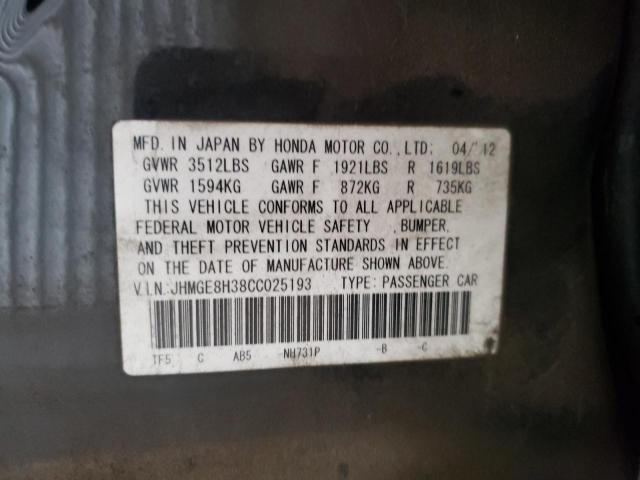 MFD. IN JAPAN BY HONDA MOTOR CO., LTD: 04/12
GVWR 3512LBS GAWR F 1921LBS R 1619LBS
GVWR 1594KG GAWR F 872KG R 735KG
THIS VEHICLE CONFORMS TO ALL APPLICABLE
FEDERAL MOTOR VEHICLE SAFETY , BUMPER,
AND THEFT PREVENTION STANDARDS IN EFFECT
ON THE DATE OF MANUFACTURE SHOWN ABOVE.
V.I.N.:JHMGE8H38CC025193 TYPE: PASSENGER CAR
TF5 C AB5 -NH731P -B -C